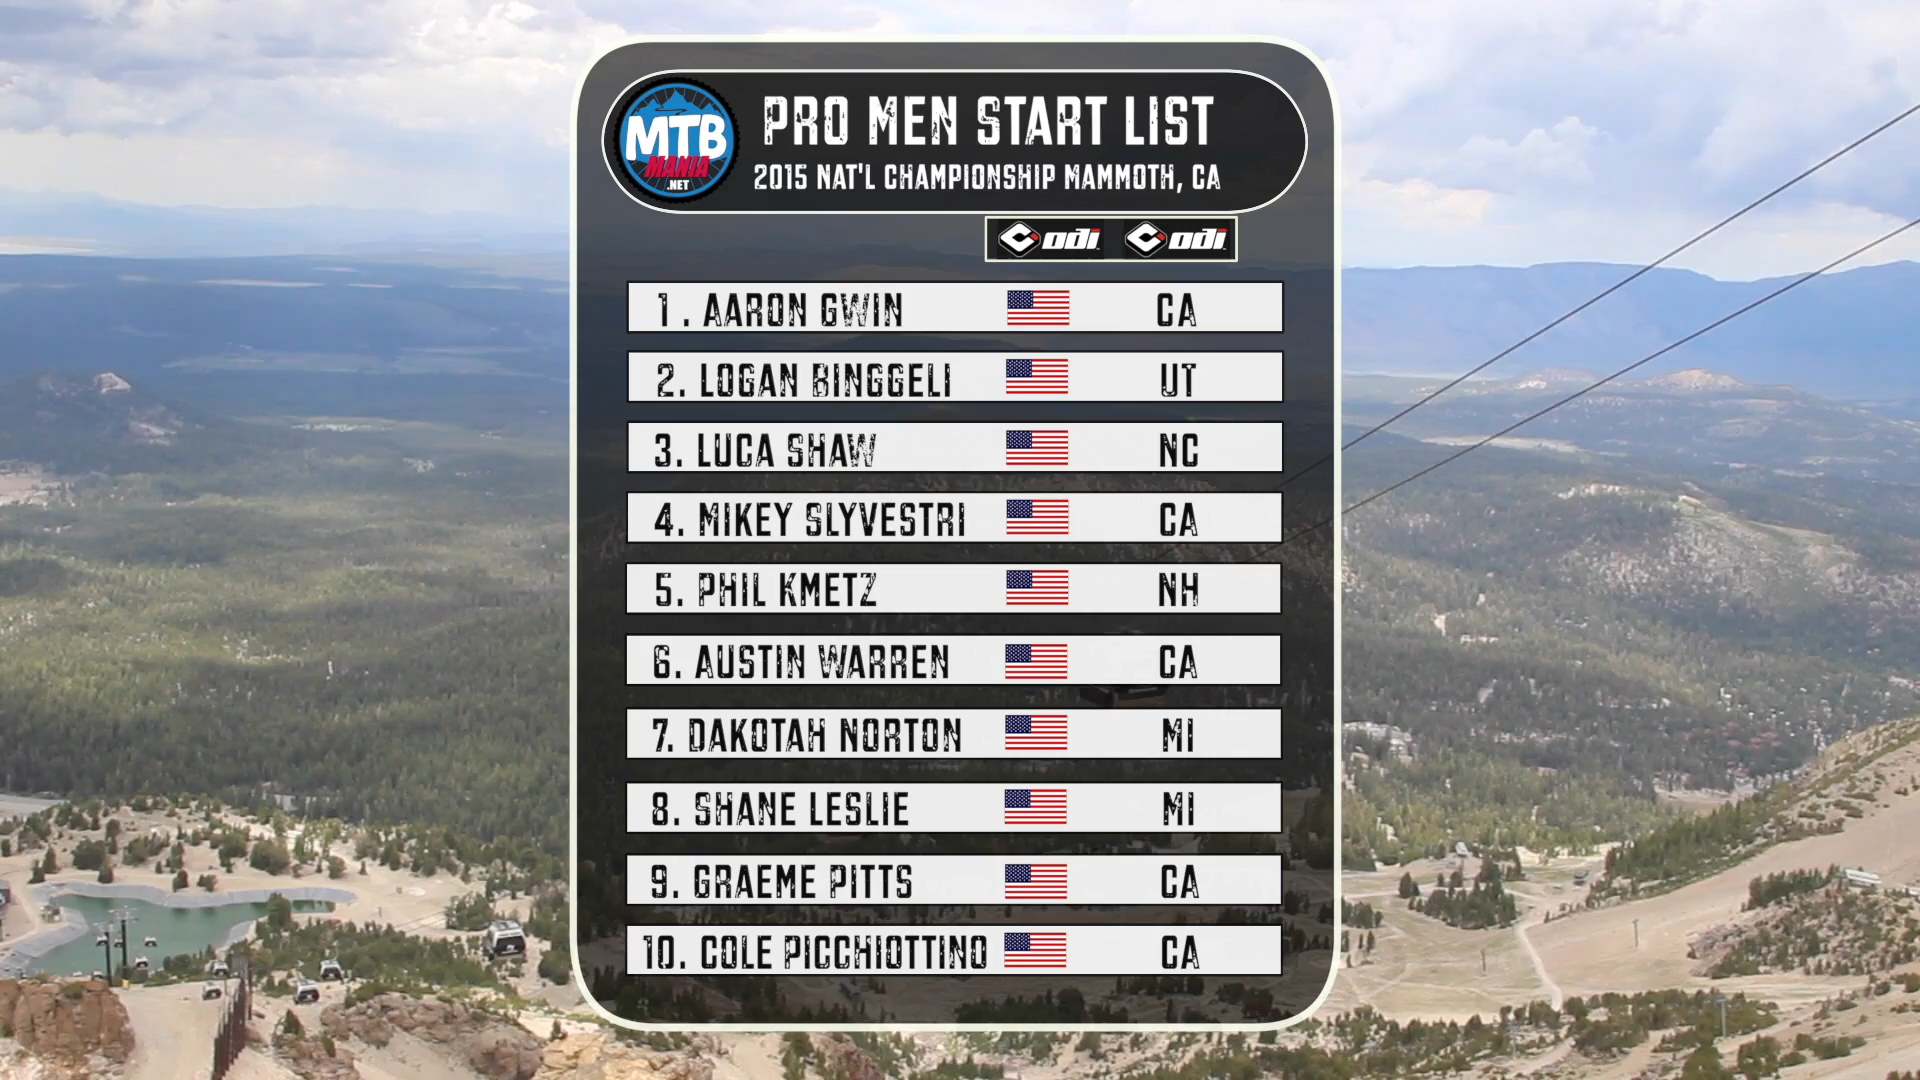 MTB
MANIA
.NET
PRO MEN START LIST
2015 NAT'L CHAMPIONSHIP MAMMOTH, CA
ODI ODI
1. AARON GWIN CA
2. LOGAN BINGGELI UT
3. LUCA SHAW NC
4. MIKEY SLYVESTRI CA
5. PHIL KMETZ NH
6. AUSTIN WARREN CA
7. DAKOTAH NORTON MI
8. SHANE LESLIE MI
9. GRAEME PITTS CA
10. COLE PICCHIOTTINO CA